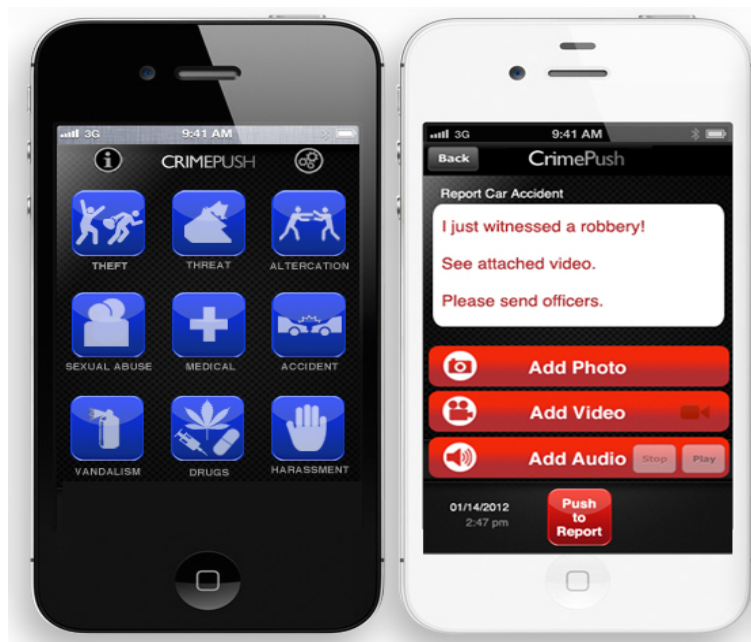 3G 9:41 AM
CRIMEPUSH
THEFT THREAT ALTERCATION
SEXUAL ABUSE MEDICAL ACCIDENT
VANDALISM DRUGS HARASSMENT
3G 9:41 AM
Back CrimePush
Report Car Accident
I just witnessed a robbery!
See attached video.
Please send officers.
Add Photo
Add Video
Add Audio Stop Play
01/14/2012
2:47 pm
Push
to
Report